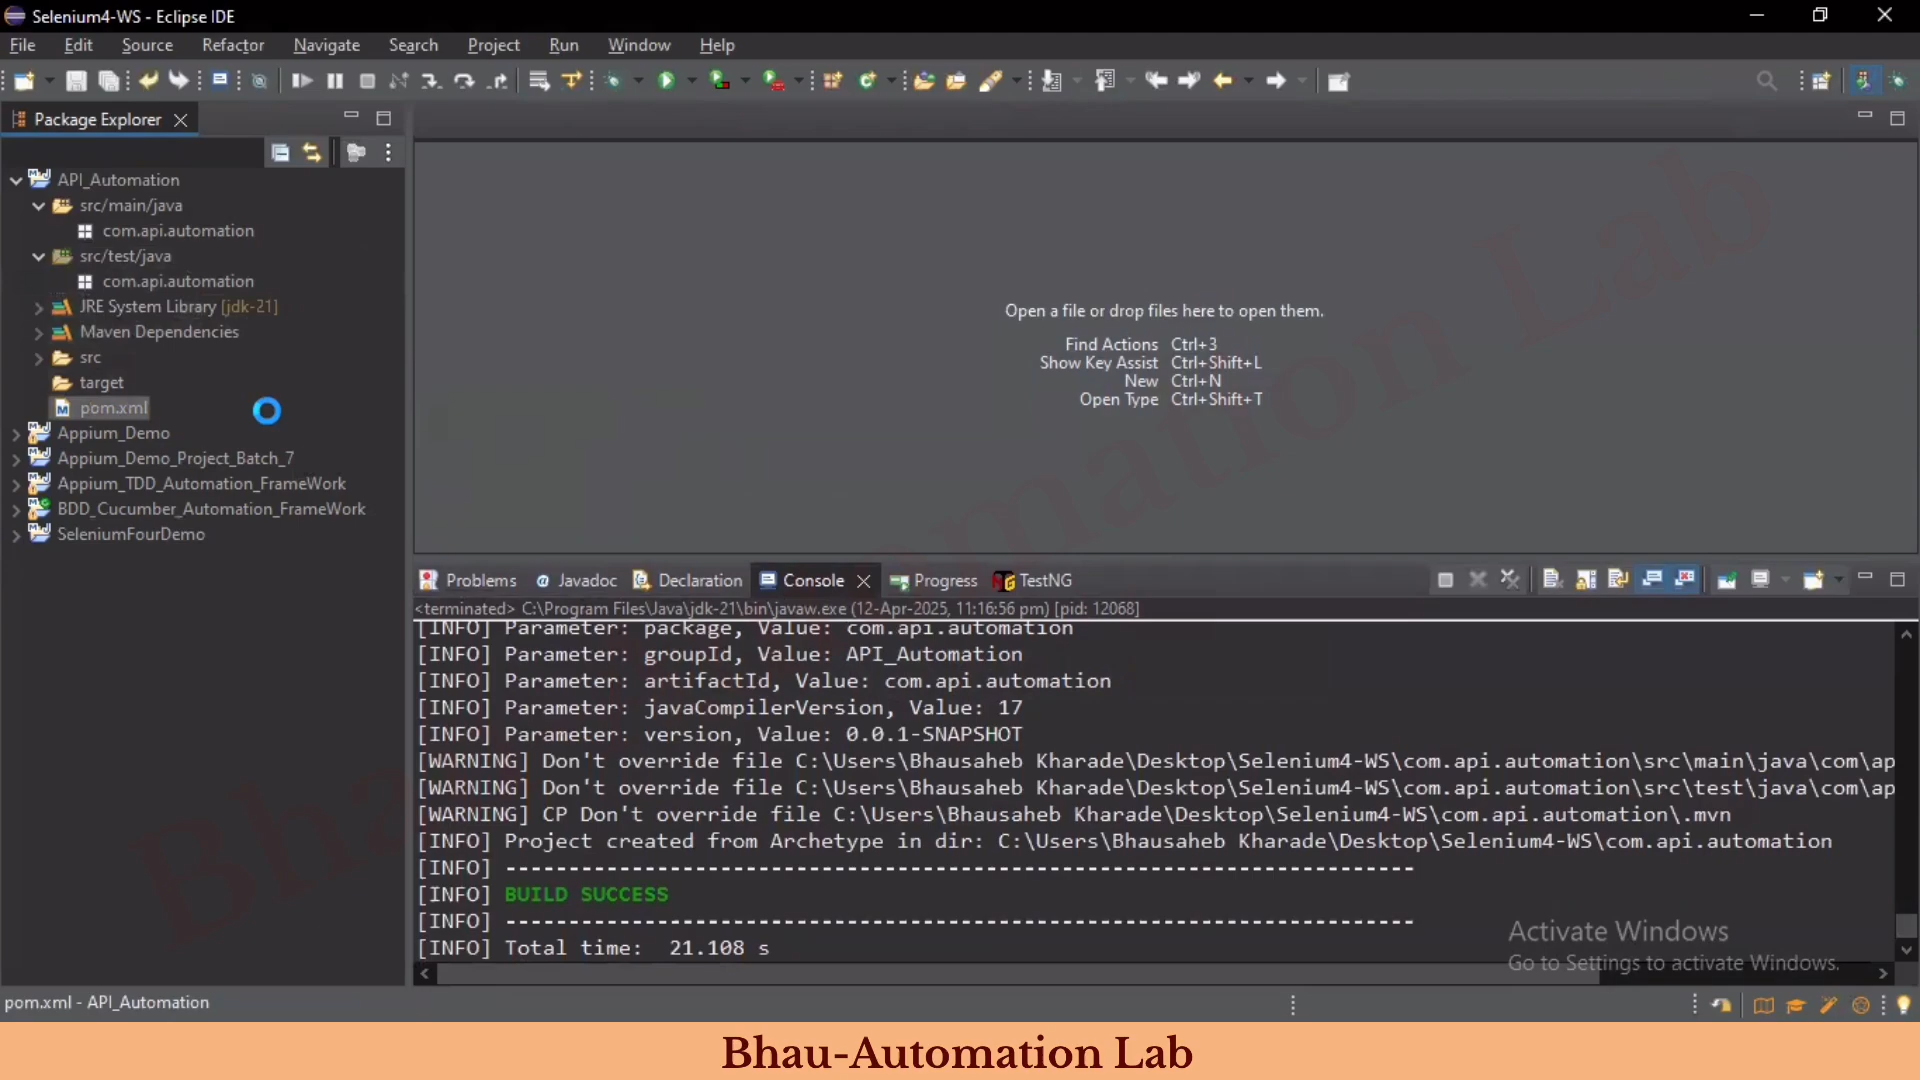 Selenium4-WS - Eclipse IDE
File Edit Source Refactor Navigate Search Project Run Window Help
Package Explorer
API_Automation
src/main/java
com.api.automation
src/test/java
com.api.automation
JRE System Library [jdk-21]
Maven Dependencies
src
target
pom.xml
Appium_Demo
Appium_Demo_Project_Batch_7
Appium_TDD_Automation_FrameWork
BDD_Cucumber_Automation_FrameWork
SeleniumFourDemo
Open a file or drop files here to open them.
Find Actions Ctrl+3
Show Key Assist Ctrl+Shift+L
New Ctrl+N
Open Type Ctrl+Shift+T
Problems Javadoc Declaration Console Progress TestNG
<terminated> C:\Program Files\Java\jdk-21\bin\javaw.exe (12-Apr-2025, 11:16:56 pm) [pid: 12068]
[INFO] Parameter: package, Value: com.api.automation
[INFO] Parameter: groupId, Value: API_Automation
[INFO] Parameter: artifactId, Value: com.api.automation
[INFO] Parameter: javaCompilerVersion, Value: 17
[INFO] Parameter: version, Value: 0.0.1-SNAPSHOT
[WARNING] Don't override file C:\Users\Bhausaheb Kharade\Desktop\Selenium4-WS\com.api.automation\src\main\java\com\ap
[WARNING] Don't override file C:\Users\Bhausaheb Kharade\Desktop\Selenium4-WS\com.api.automation\src\test\java\com\ap
[WARNING] CP Don't override file C:\Users\Bhausaheb Kharade\Desktop\Selenium4-WS\com.api.automation\.mvn
[INFO] Project created from Archetype in dir: C:\Users\Bhausaheb Kharade\Desktop\Selenium4-WS\com.api.automation
[INFO] ------------------------------------------------------------------------
[INFO] BUILD SUCCESS
[INFO] ------------------------------------------------------------------------
[INFO] Total time:  21.108 s
Activate Windows
Go to Settings to activate Windows.
pom.xml - API_Automation
Bhau-Automation Lab